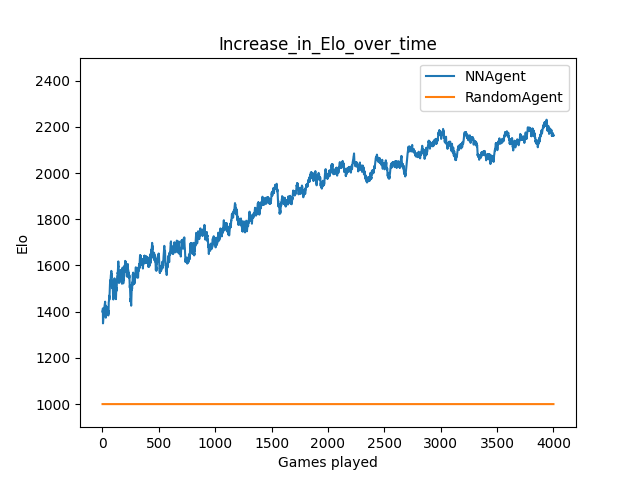 Increase_in_Elo_over_time
NNAgent
RandomAgent
2400
2200
2000
1800
1600
1400
1200
1000
Elo
0 500 1000 1500 2000 2500 3000 3500 4000
Games played